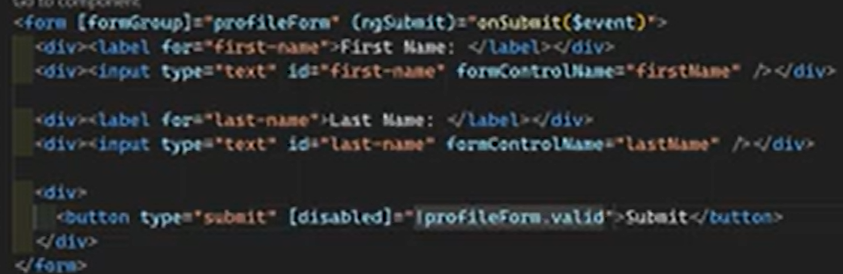 Go to component
<form [formGroup]="profileForm" (ngSubmit)="onSubmit($event)">
<div><label for="first-name">First Name: </label></div>
<div><input type="text" id="first-name" formControlName="firstName" /></div>
<div><label for="last-name">Last Name: </label></div>
<div><input type="text" id="last-name" formControlName="lastName" /></div>
<div>
<button type="submit" [disabled]="!profileForm.valid">Submit</button>
</div>
</form>